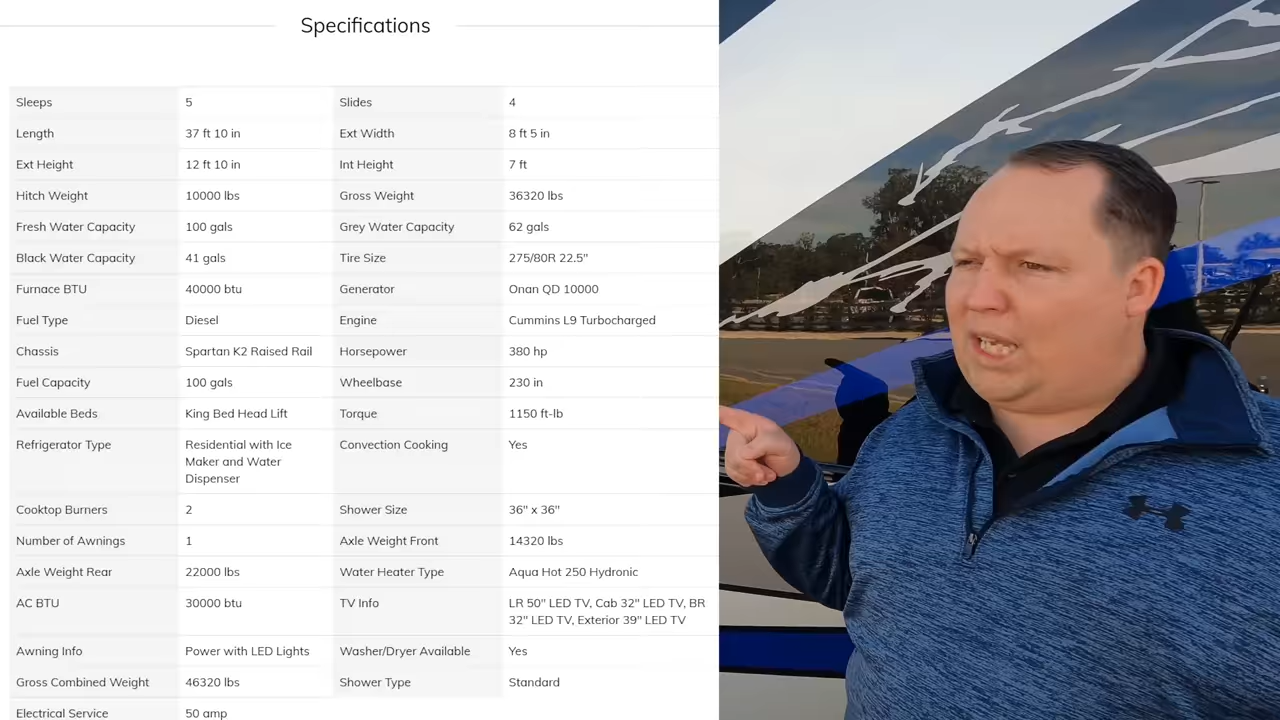 Specifications
Sleeps 5 Slides 4
Length 37 ft 10 in Ext Width 8 ft 5 in
Ext Height 12 ft 10 in Int Height 7 ft
Hitch Weight 10000 lbs Gross Weight 36320 lbs
Fresh Water Capacity 100 gals Grey Water Capacity 62 gals
Black Water Capacity 41 gals Tire Size 275/80R 22.5"
Furnace BTU 40000 btu Generator Onan QD 10000
Fuel Type Diesel Engine Cummins L9 Turbocharged
Chassis Spartan K2 Raised Rail Horsepower 380 hp
Fuel Capacity 100 gals Wheelbase 230 in
Available Beds King Bed Head Lift Torque 1150 ft-lb
Refrigerator Type Residential with Ice Convection Cooking Yes
Maker and Water
Dispenser
Cooktop Burners 2 Shower Size 36" x 36"
Number of Awnings 1 Axle Weight Front 14320 lbs
Axle Weight Rear 22000 lbs Water Heater Type Aqua Hot 250 Hydronic
AC BTU 30000 btu TV Info LR 50" LED TV, Cab 32" LED TV, BR
32" LED TV, Exterior 39" LED TV
Awning Info Power with LED Lights Washer/Dryer Available Yes
Gross Combined Weight 46320 lbs Shower Type Standard
Electrical Service 50 amp